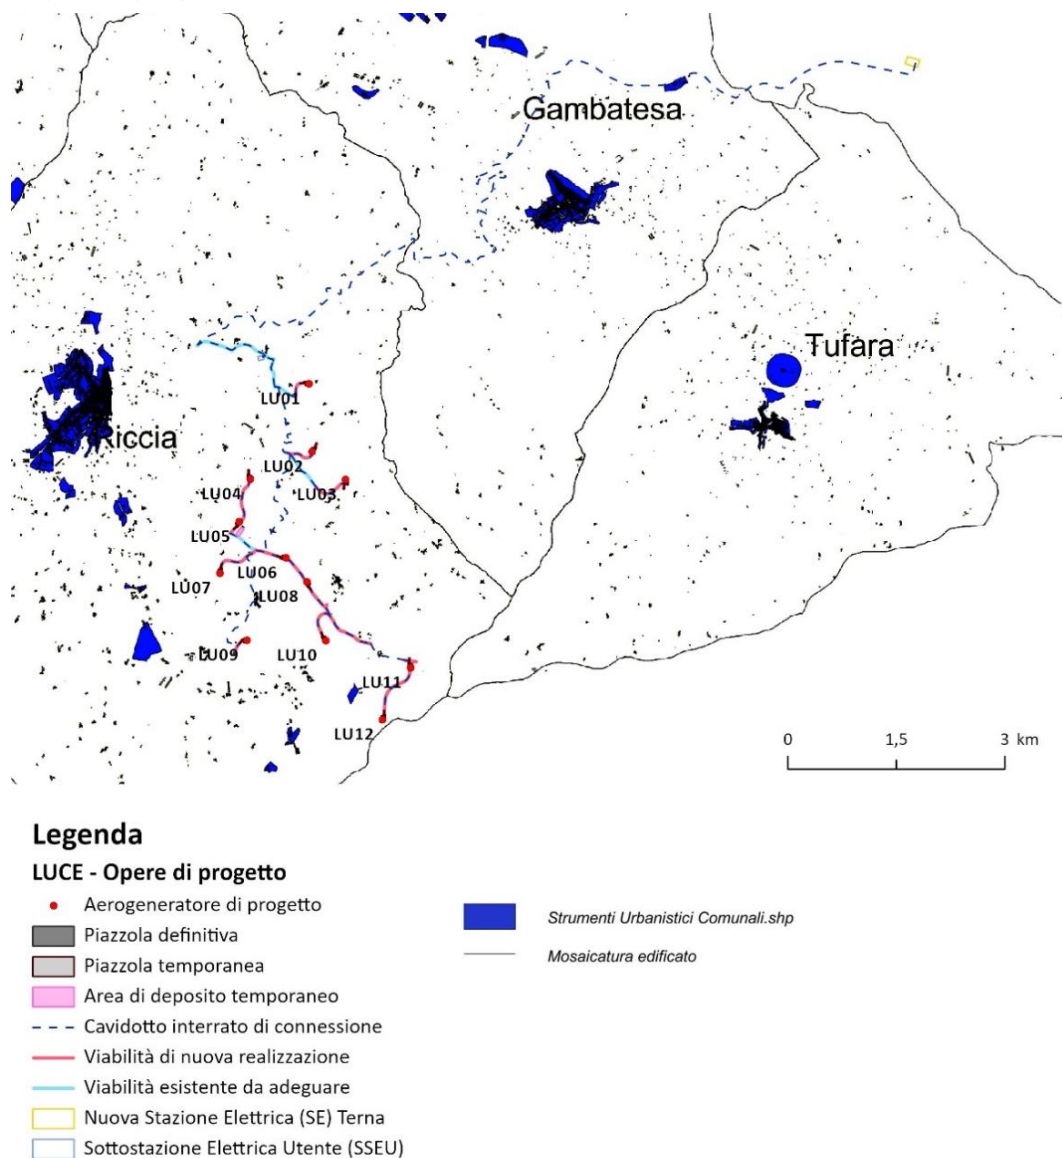 Gambatesa
Tufara
Riccia
LU01
LU02
LU03
LU04
LU05
LU06
LU07
LU08
LU09
LU10
LU11
LU12
0 1,5 3 km
Legenda
LUCE - Opere di progetto
Aerogeneratore di progetto
Piazzola definitiva
Piazzola temporanea
Area di deposito temporaneo
Cavidotto interrato di connessione
Viabilità di nuova realizzazione
Viabilità esistente da adeguare
Nuova Stazione Elettrica (SE) Terna
Sottostazione Elettrica Utente (SSEU)
Strumenti Urbanistici Comunali.shp
Mosaicatura edificato